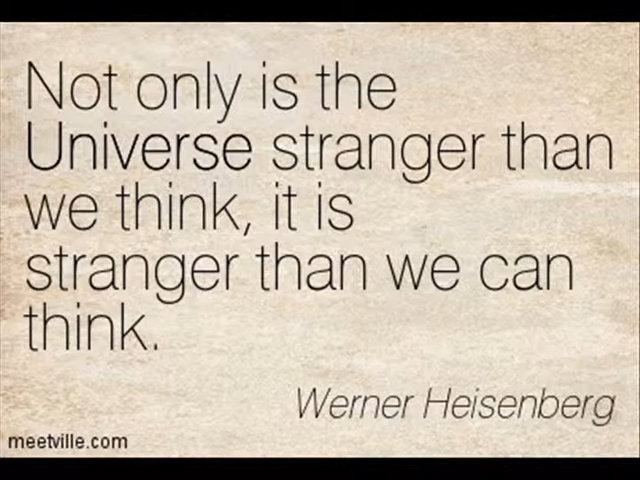 Not only is the
Universe stranger than
we think, it is
stranger than we can
think.
Werner Heisenberg
meetville.com